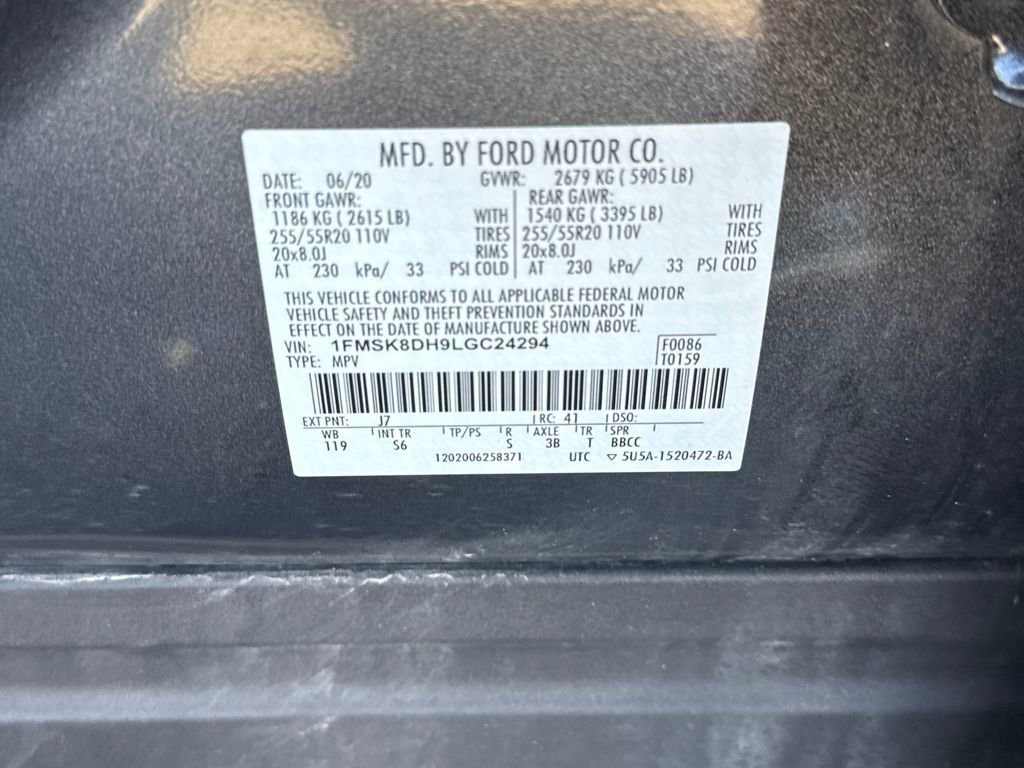 MFD. BY FORD MOTOR CO.
DATE: 06/20 GVWR: 2679 KG ( 5905 LB)
FRONT GAWR: REAR GAWR:
1186 KG ( 2615 LB) WITH 1540 KG ( 3395 LB) WITH
255/55R20 110V TIRES 255/55R20 110V TIRES
20x8.0J RIMS 20x8.0J RIMS
AT 230 kPa/ 33 PSI COLD AT 230 kPa/ 33 PSI COLD
THIS VEHICLE CONFORMS TO ALL APPLICABLE FEDERAL MOTOR
VEHICLE SAFETY AND THEFT PREVENTION STANDARDS IN
EFFECT ON THE DATE OF MANUFACTURE SHOWN ABOVE.
VIN: 1FMSK8DH9LGC24294 F0086
TYPE: MPV T0159
EXT PNT: J7 RC: 41 DSO:
WB INT TR TP/PS R AXLE TR SPR
119 S6 S 3B T BBCC
1202006258371 UTC ▽ 5U5A-1520472-BA